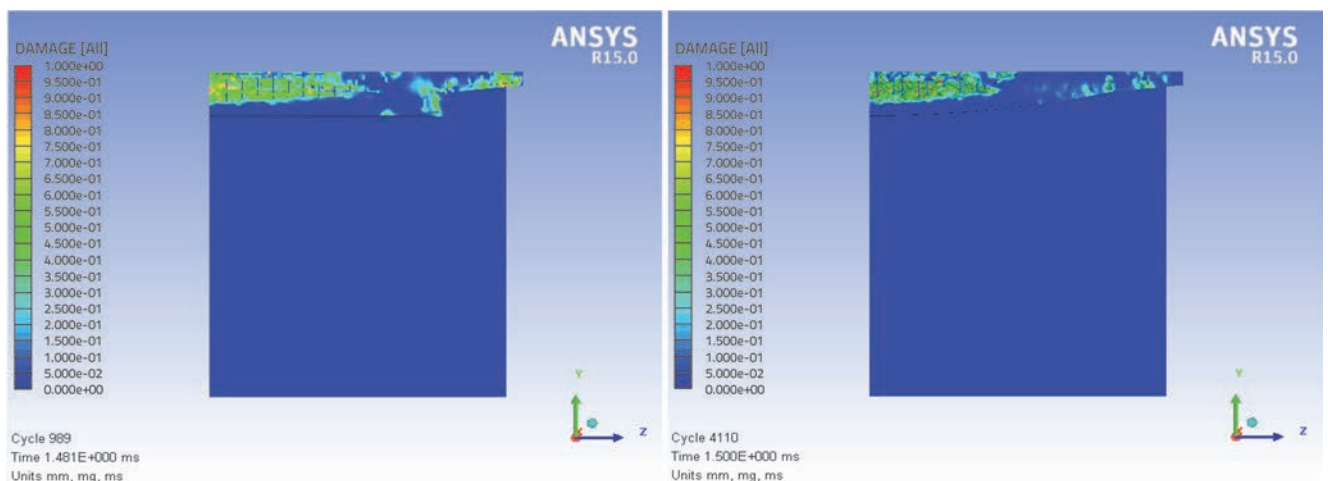 ANSYS
R15.0
DAMAGE [All]
1.000e+00
9.500e-01
9.000e-01
8.500e-01
8.000e-01
7.500e-01
7.000e-01
6.500e-01
6.000e-01
5.500e-01
5.000e-01
4.500e-01
4.000e-01
3.500e-01
3.000e-01
2.500e-01
2.000e-01
1.500e-01
1.000e-01
5.000e-02
0.000e+00
Y
Z
Cycle 989
Time 1.481E+000 ms
Units mm, mg, ms
ANSYS
R15.0
DAMAGE [All]
1.000e+00
9.500e-01
9.000e-01
8.500e-01
8.000e-01
7.500e-01
7.000e-01
6.500e-01
6.000e-01
5.500e-01
5.000e-01
4.500e-01
4.000e-01
3.500e-01
3.000e-01
2.500e-01
2.000e-01
1.500e-01
1.000e-01
5.000e-02
0.000e+00
Y
Z
Cycle 4110
Time 1.500E+000 ms
Units mm, mg, ms